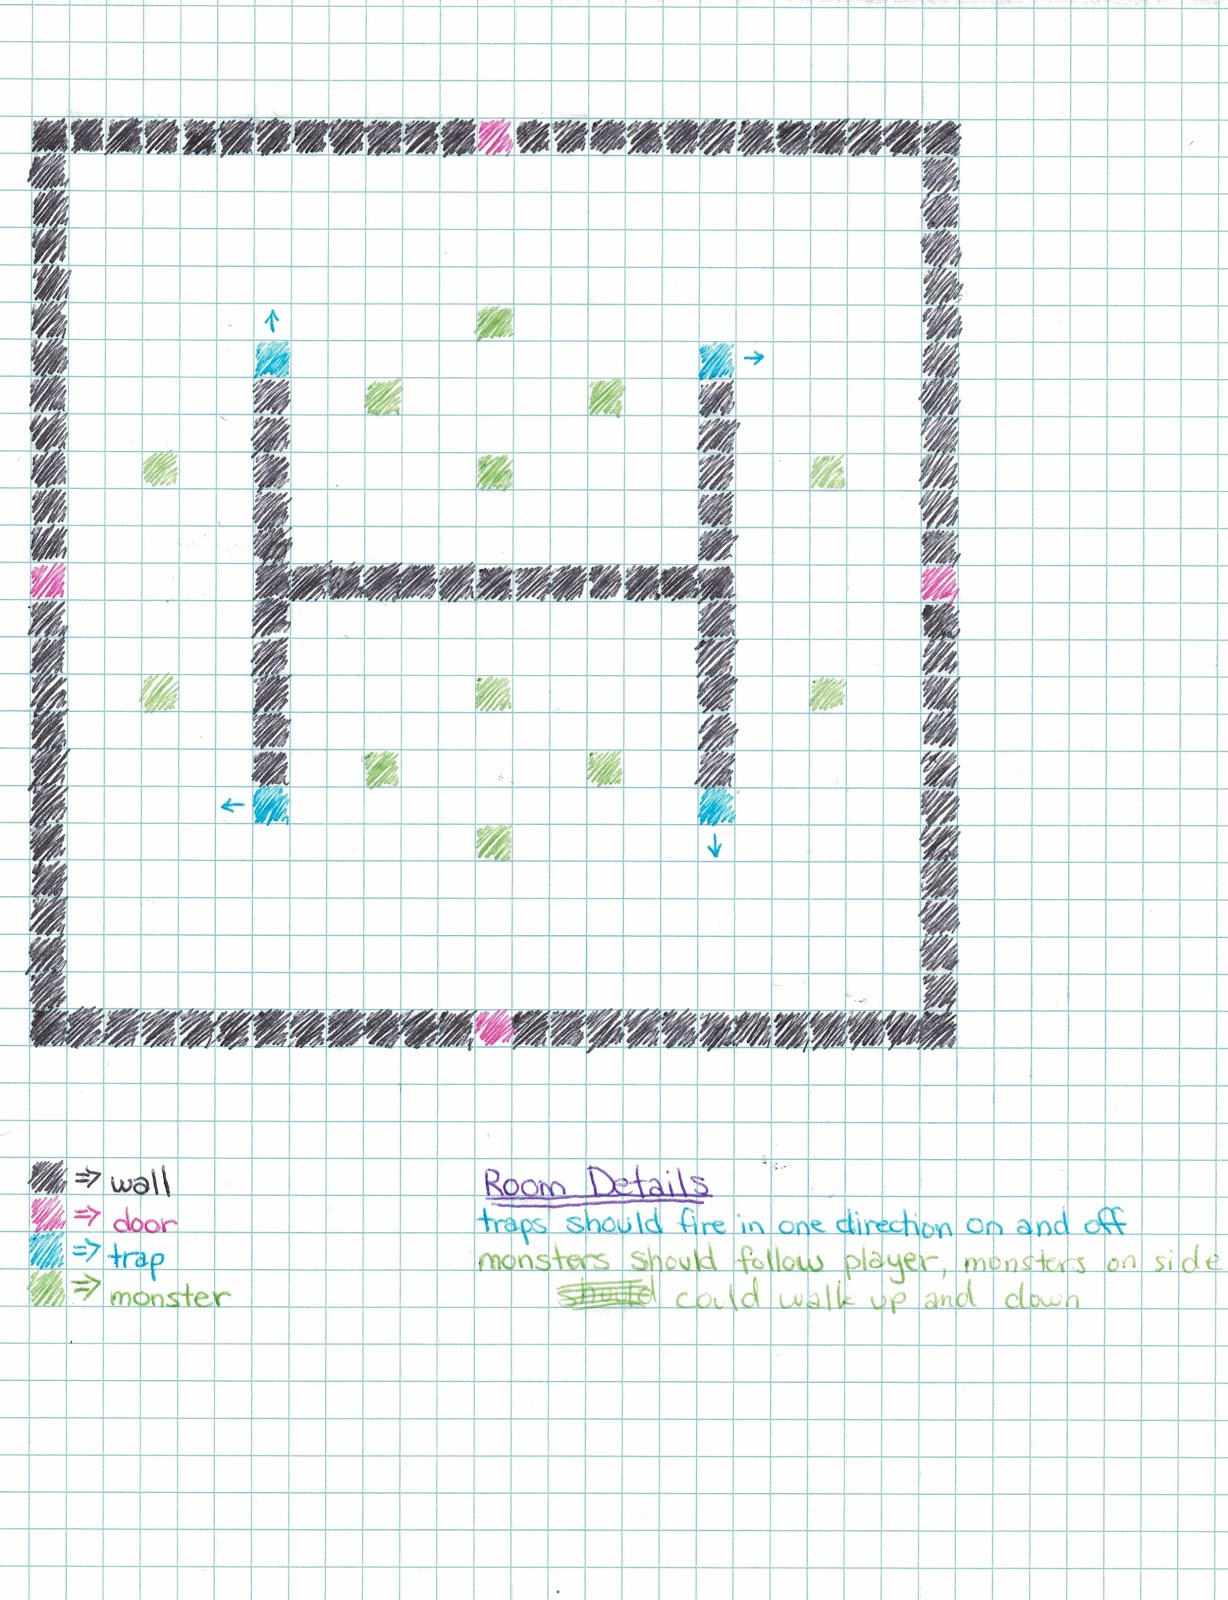 ⇒ wall
⇒ door
⇒ trap
⇒ monster
Room Details
traps should fire in one direction on and off
monsters should follow player, monsters on side
could walk up and down